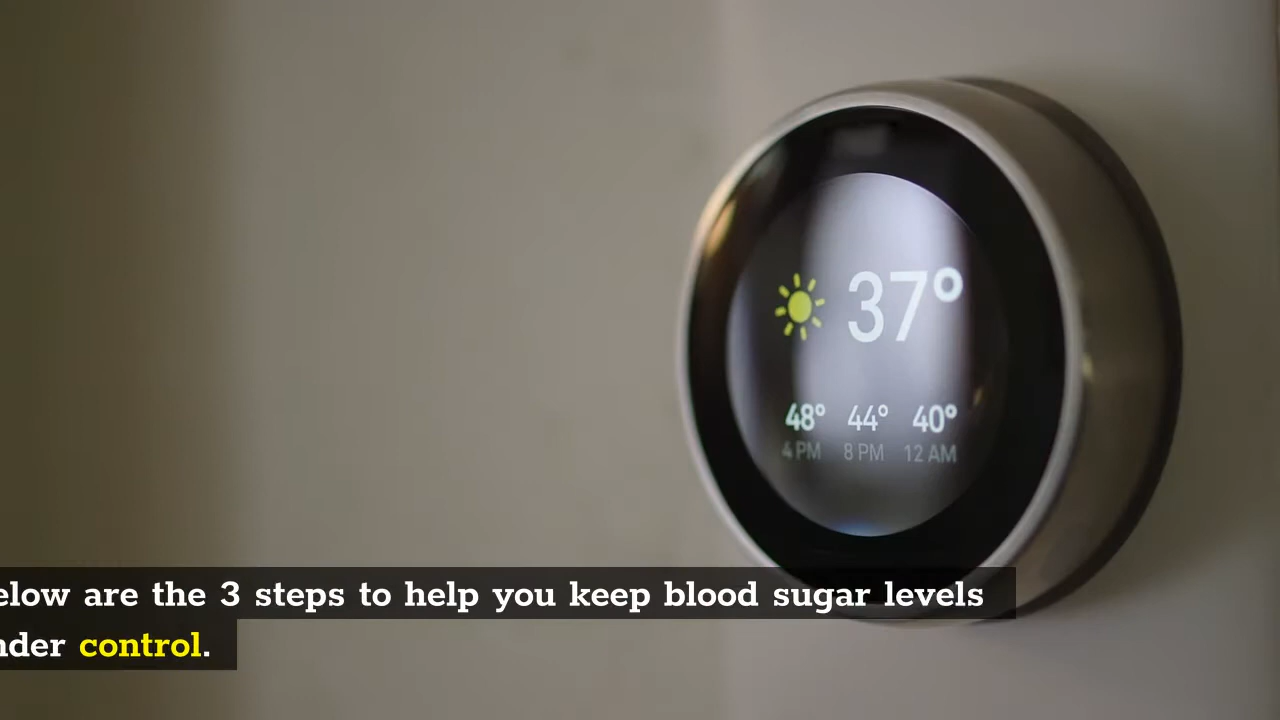 37°
48° 44° 40°
4 PM 8 PM 12 AM
elow are the 3 steps to help you keep blood sugar levels
nder control.